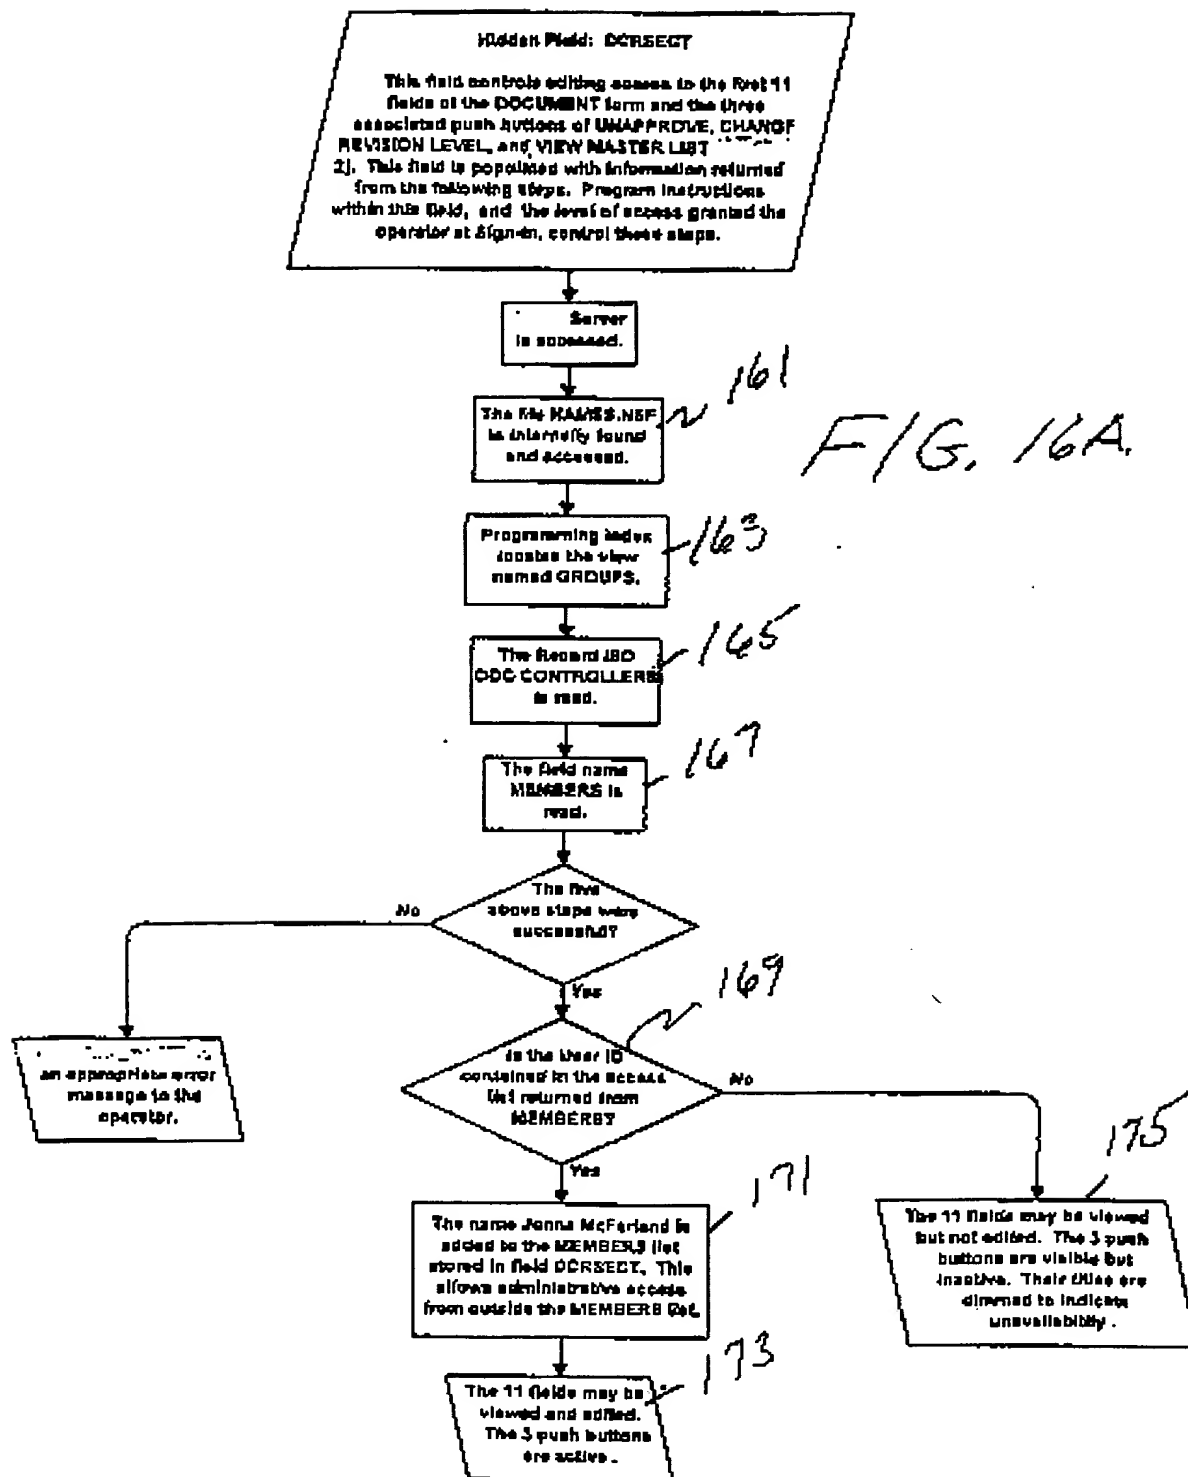 Hidden Field: DCRSECT
This field controls editing access to the first 11
fields of the DOCUMENT form and the three
associated push buttons of UNAPPROVE, CHANGE
REVISION LEVEL, and VIEW MASTER LIST
2]. This field is populated with information returned
from the following steps. Program instructions
within this field, and the level of access granted the
operator at Sign-in, control these steps.
Server
is accessed.
161
The file NAMES.NSF
is internally found
and accessed.
FIG. 16A.
Programming index
locates the view
named GROUPS.
163
The Record
DDC CONTROLLERS
is read.
165
The field name
MEMBERS is
read.
167
The five
above steps were
successful?
No
Yes
169
an appropriate error
message to the
operator.
Is the User ID
contained in the access
list returned from
MEMBERS?
No
Yes
171
175
The name Jonna McFarland is
added to the MEMBERS list
stored in field DCRSECT. This
allows administrative access
from outside the MEMBERS list.
The 11 fields may be viewed
but not edited. The 3 push
buttons are visible but
inactive. Their titles are
dimmed to indicate
unavailability.
173
The 11 fields may be
viewed and edited.
The 3 push buttons
are active.